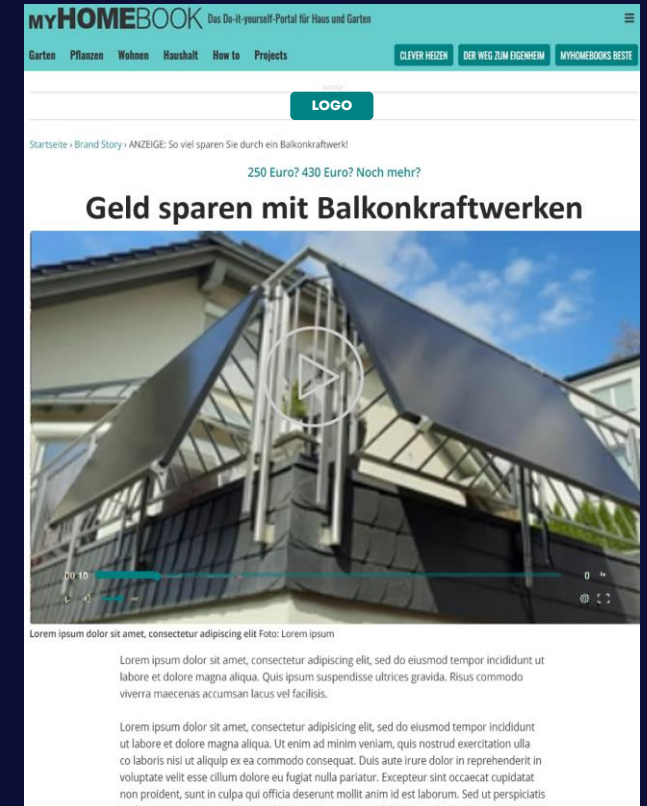 MYHOMEBOOK Das Do-it-yourself-Portal für Haus und Garten
Garten Pflanzen Wohnen Haushalt How to Projects CLEVER HEIZEN DER WEG ZUM EIGENHEIM MYHOMEBOOKS BESTE
LOGO
Startseite › Brand Story › ANZEIGE: So viel sparen Sie durch ein Balkonkraftwerk!
250 Euro? 430 Euro? Noch mehr?
Geld sparen mit Balkonkraftwerken
00:10
Lorem ipsum dolor sit amet, consectetur adipiscing elit Foto: Lorem ipsum
Lorem ipsum dolor sit amet, consectetur adipiscing elit, sed do eiusmod tempor incididunt ut
labore et dolore magna aliqua. Quis ipsum suspendisse ultrices gravida. Risus commodo
viverra maecenas accumsan lacus vel facilisis.
Lorem ipsum dolor sit amet, consectetur adipisicing elit, sed do eiusmod tempor incididunt
ut labore et dolore magna aliqua. Ut enim ad minim veniam, quis nostrud exercitation ulla
co laboris nisi ut aliquip ex ea commodo consequat. Duis aute irure dolor in reprehenderit in
voluptate velit esse cillum dolore eu fugiat nulla pariatur. Excepteur sint occaecat cupidatat
non proident, sunt in culpa qui officia deserunt mollit anim id est laborum. Sed ut perspiciatis